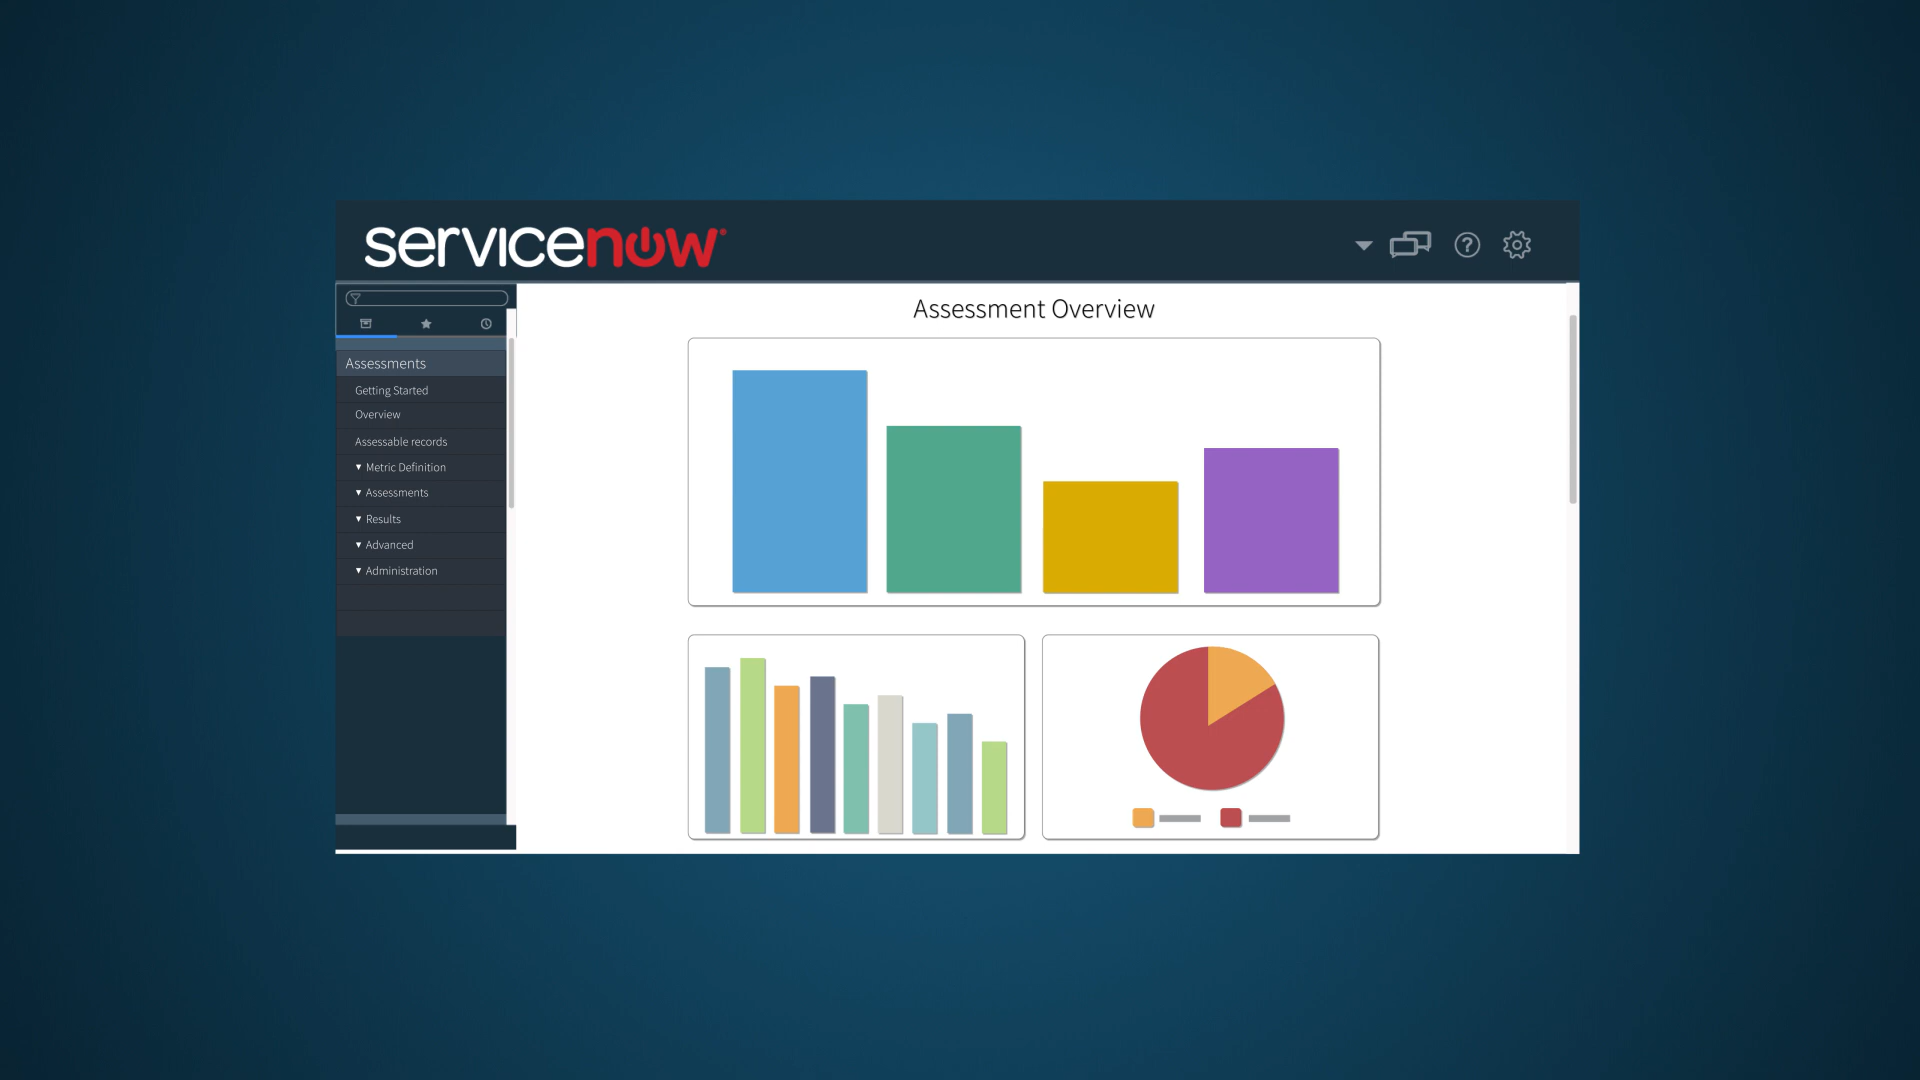 servicenow
Assessment Overview
Assessments
Getting Started
Overview
Assessable records
Metric Definition
Assessments
Results
Advanced
Administration